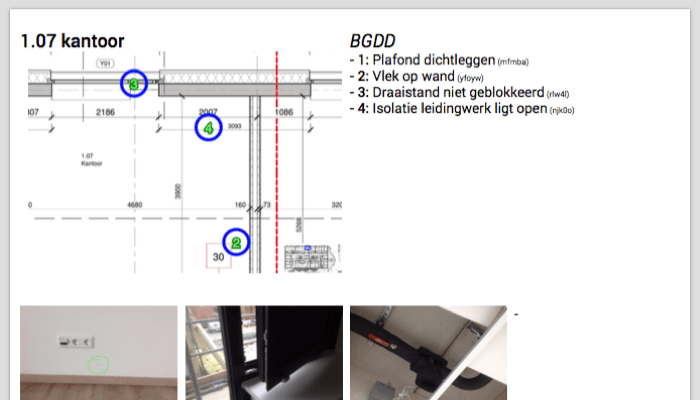 1.07 kantoor
BGDD
- 1: Plafond dichtleggen (mfmba)
- 2: Vlek op wand (yfoyw)
- 3: Draaistand niet geblokkeerd (rlw4l)
- 4: Isolatie leidingwerk ligt open (njk0o)
Y01
3
307 2186 2007 1086
4 3093
1.07
Kantoor
3900
0 4680 160 73 320
5268
2
30
-